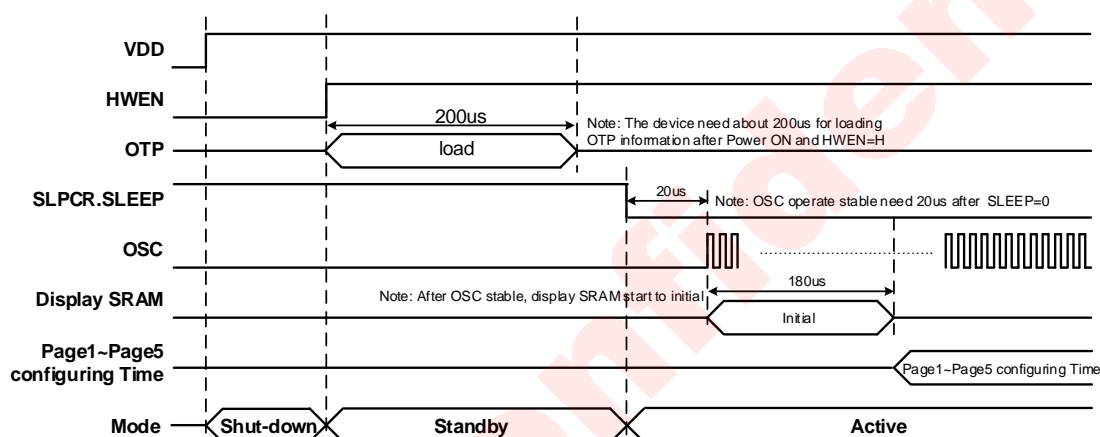 VDD
HWEN
200us
Note: The device need about 200us for loading
OTP information after Power ON and HWEN=H
OTP
load
SLPCR.SLEEP
20us
Note: OSC operate stable need 20us after SLEEP=0
OSC
180us
Display SRAM
Note: After OSC stable, display SRAM start to initial
Initial
Page1~Page5
configuring Time
Page1~Page5 configuring Time
Mode
Shut-down
Standby
Active